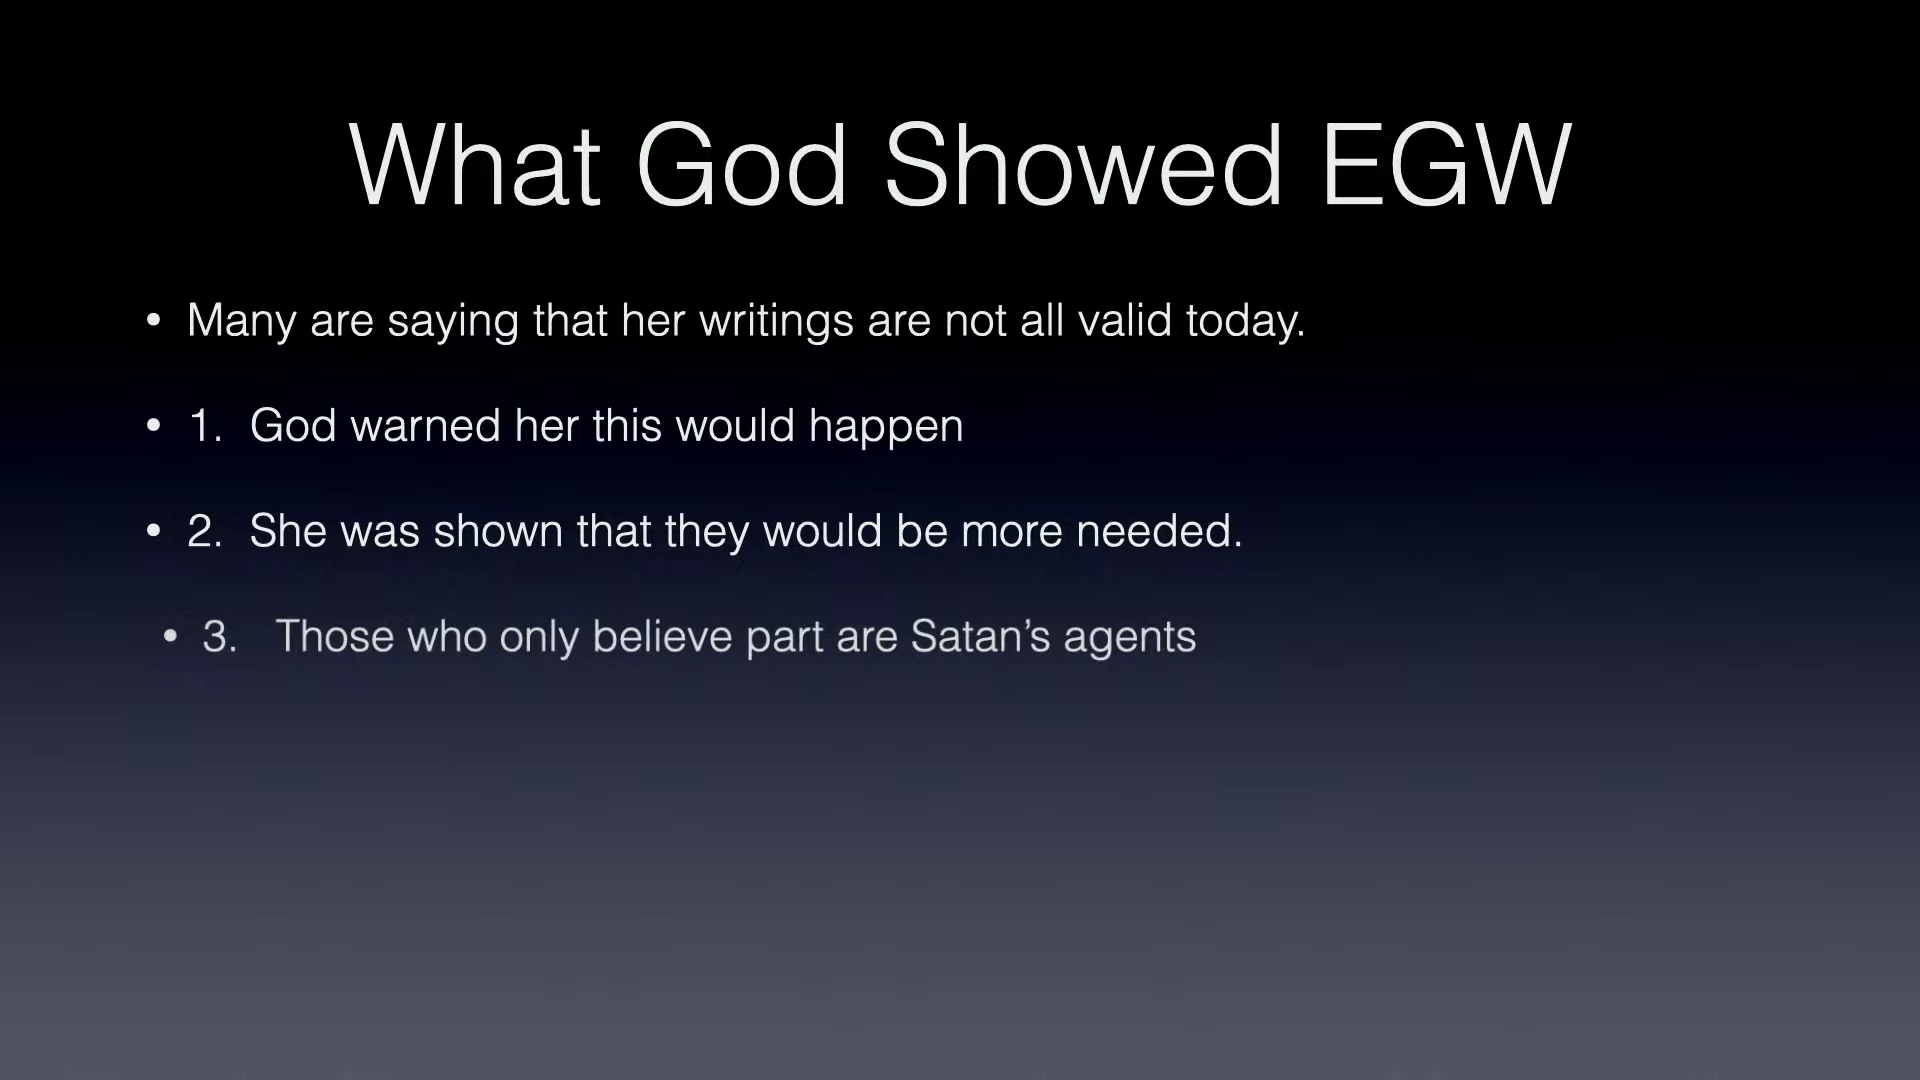 What God Showed EGW
• Many are saying that her writings are not all valid today.
• 1. God warned her this would happen
• 2. She was shown that they would be more needed.
• 3. Those who only believe part are Satan’s agents